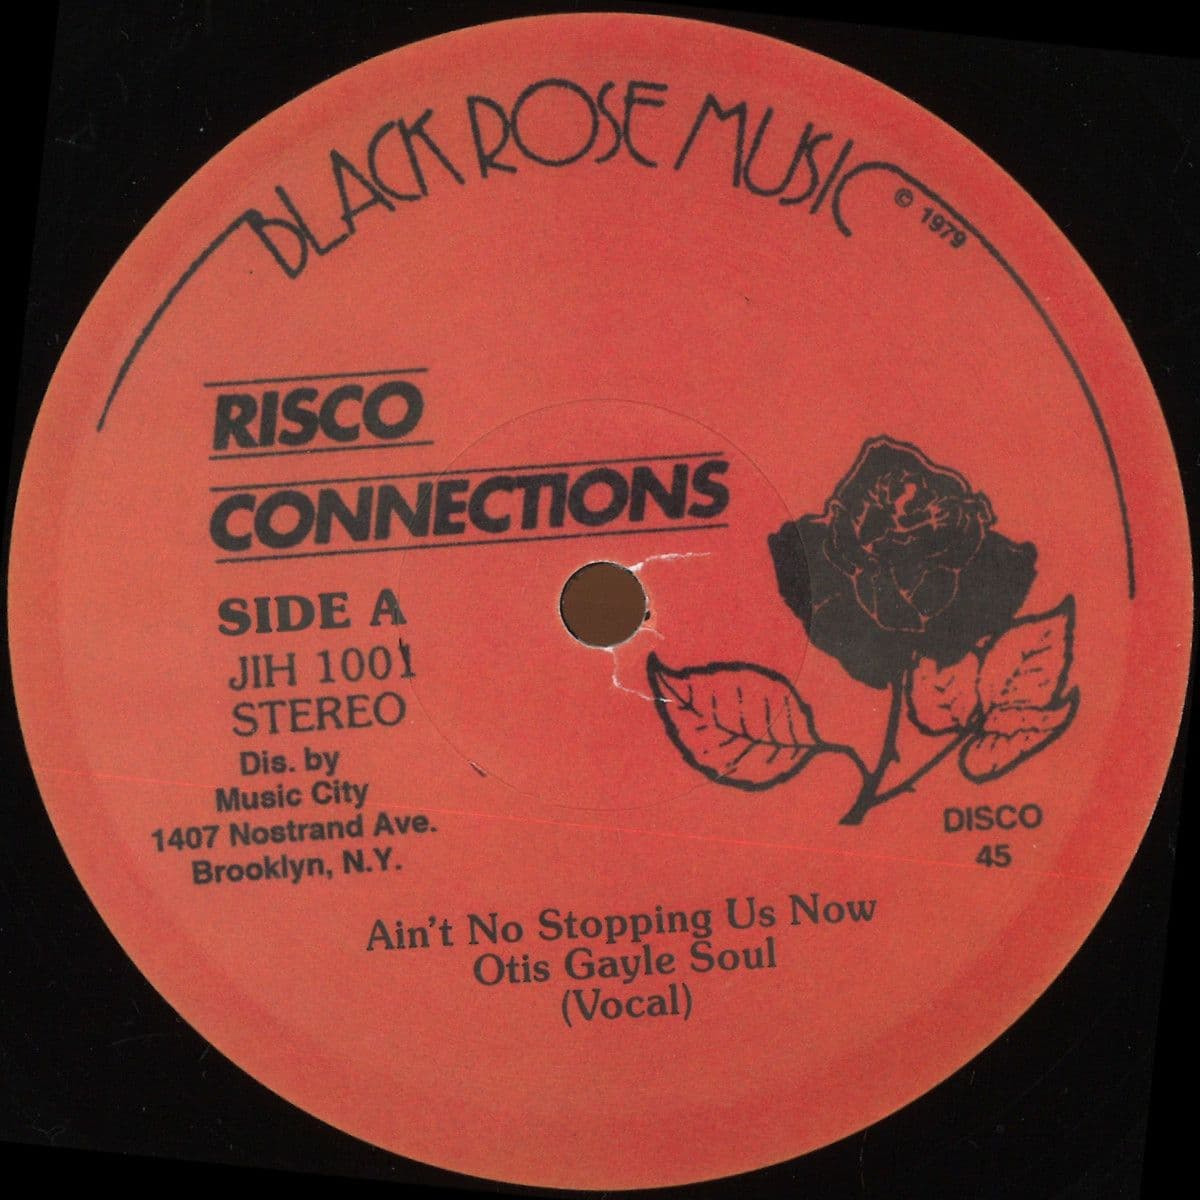 BLACK ROSE MUSIC
© 1979
RISCO
CONNECTIONS
SIDE A
JIH 1001
STEREO
Dis. by
Music City
1407 Nostrand Ave.
Brooklyn, N.Y.
DISCO
45
Ain't No Stopping Us Now
Otis Gayle Soul
(Vocal)